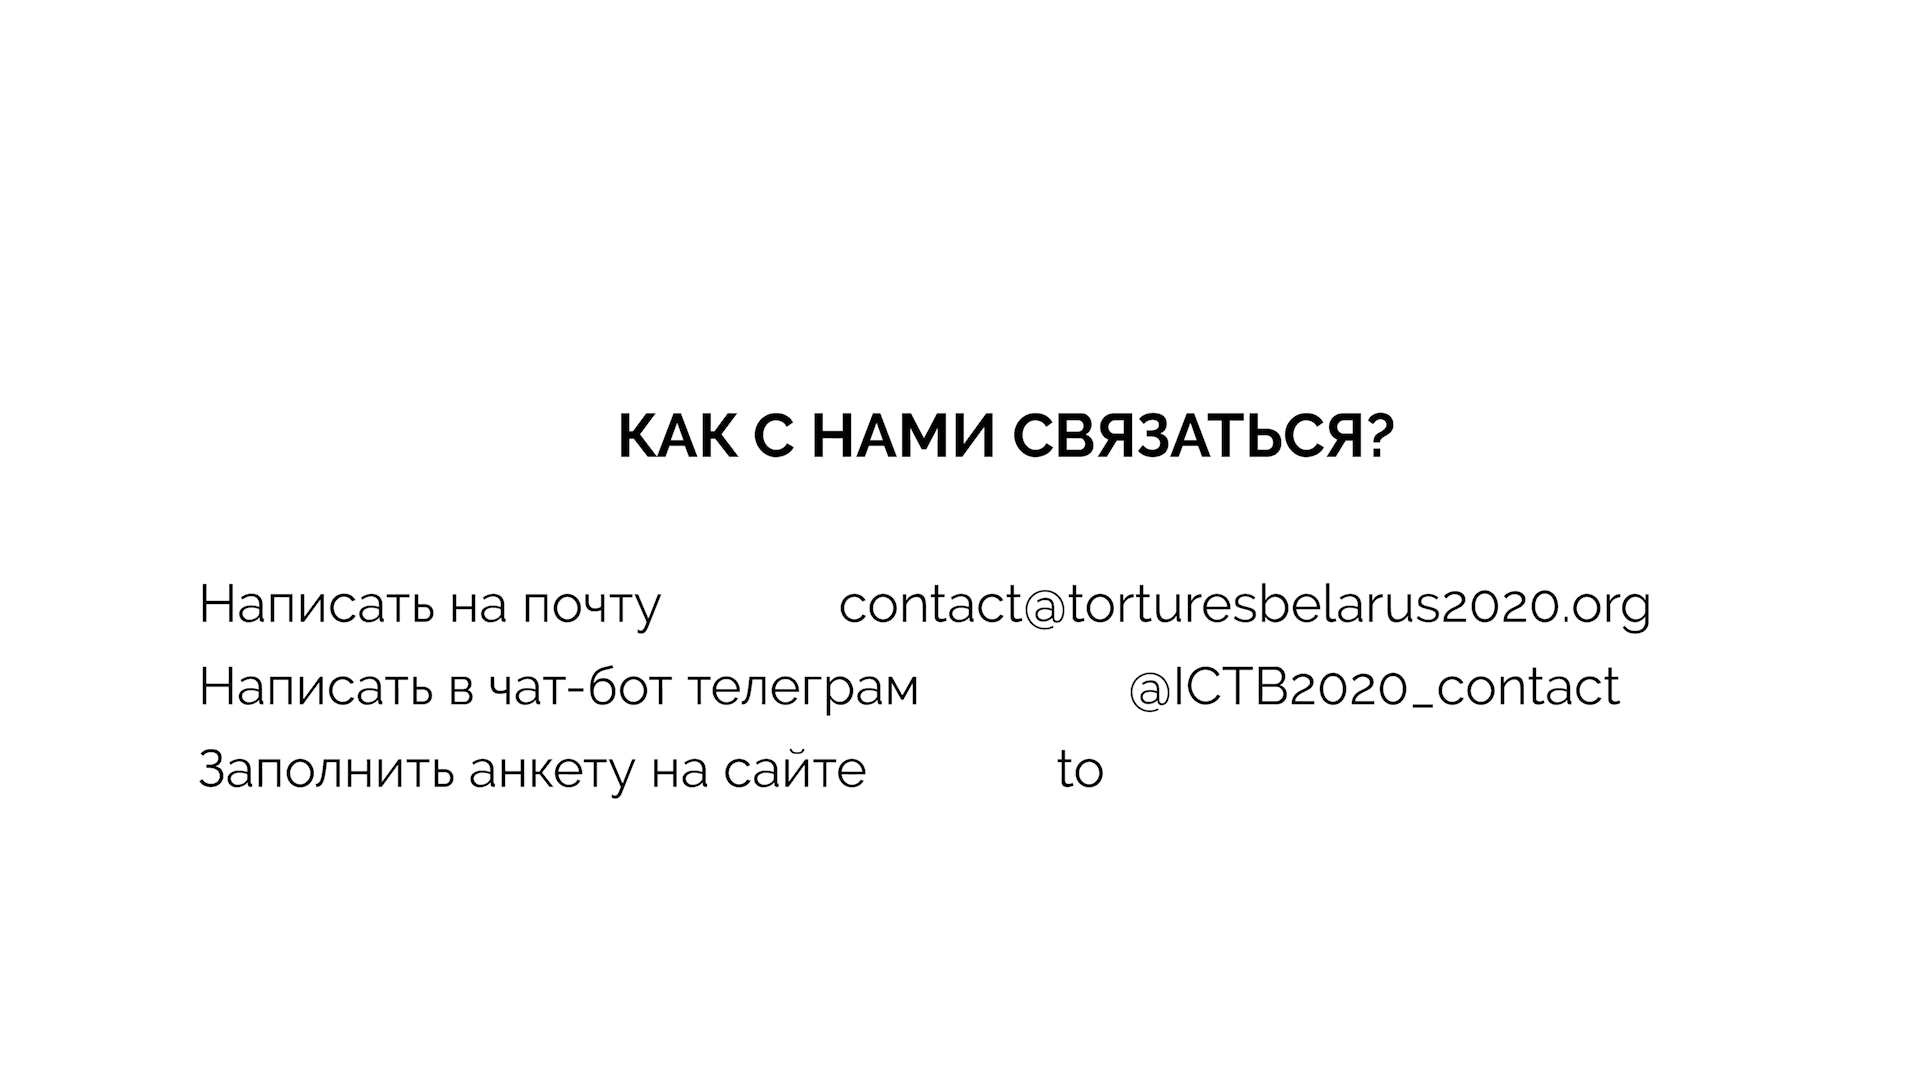 КАК С НАМИ СВЯЗАТЬСЯ?
Написать на почту contact@torturesbelarus2020.org
Написать в чат-бот телеграм @ICTB2020_contact
Заполнить анкету на сайте to